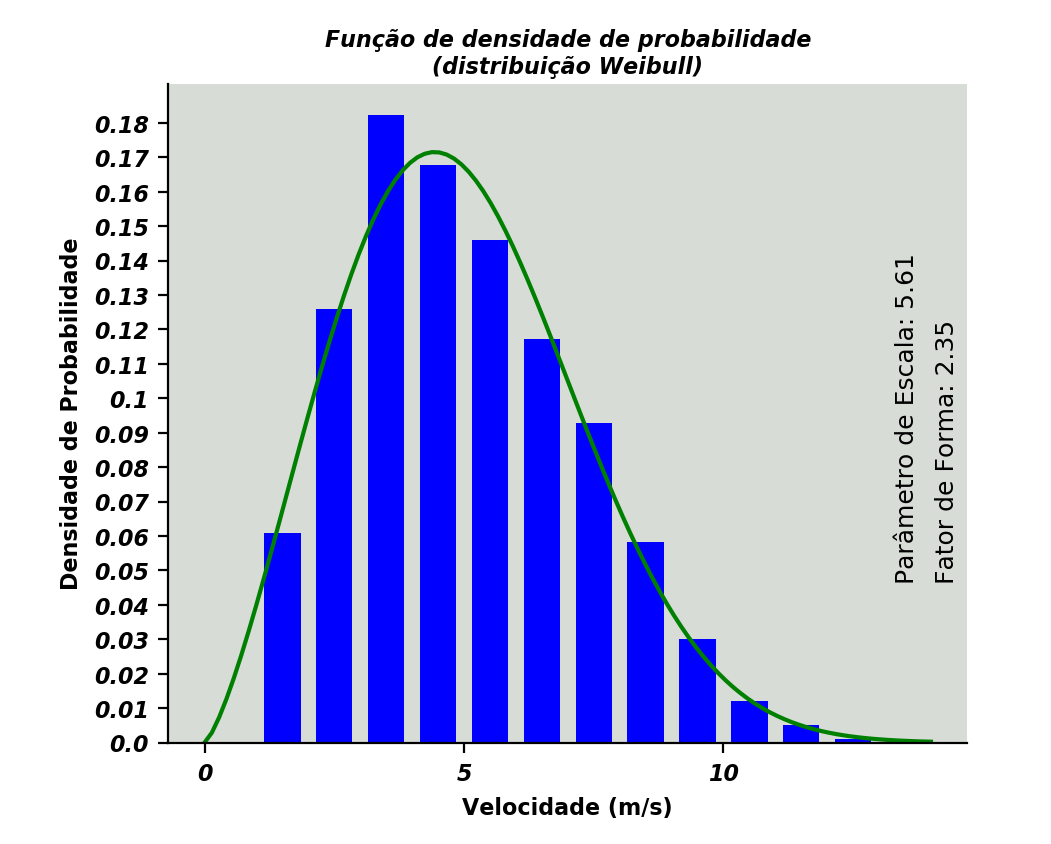 Função de densidade de probabilidade
(distribuição Weibull)
Densidade de Probabilidade
0.18
0.17
0.16
0.15
0.14
0.13
0.12
0.11
0.1
0.09
0.08
0.07
0.06
0.05
0.04
0.03
0.02
0.01
0.0
0 5 10
Velocidade (m/s)
Parâmetro de Escala: 5.61
Fator de Forma: 2.35